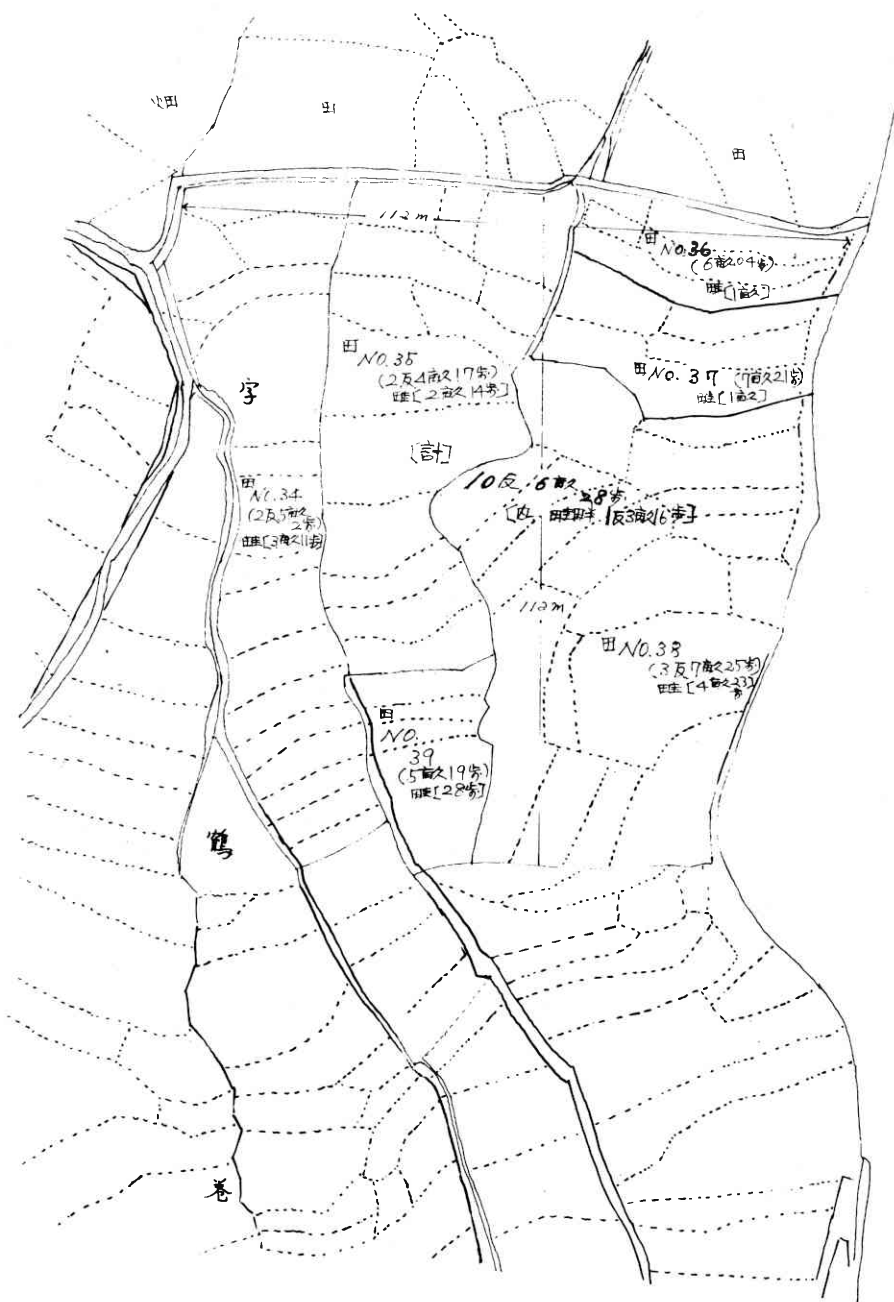 畑
田
田
112m
田 NO.36
(6畝04歩)
畦[1畝]
田 NO.37 (7畝21歩)
畦[1畝]
田 NO.35
(2反4畝17歩)
畦[2畝14歩]
字
[計]
10反 6畝
28歩
[内 畦畔 1反3畝16歩]
田
NO.34
(2反5畝
2歩)
畦[3畝11歩]
112m
田 NO.38
(3反7畝25歩)
畦[4畝23
歩]
田
NO.
39
(5畝19歩)
畦[28歩]
鶴
巻